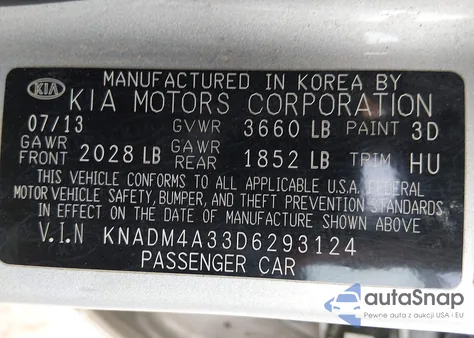 MANUFACTURED IN KOREA BY
KIA KIA MOTORS CORPORATION
07/13 GVWR 3660 LB PAINT 3D
GAWR FRONT 2028 LB GAWR REAR 1852 LB TRIM HU
THIS VEHICLE CONFORMS TO ALL APPLICABLE U.S.A. FEDERAL
MOTOR VEHICLE SAFETY, BUMPER, AND THEFT PREVENTION STANDARDS
IN EFFECT ON THE DATE OF MANUFACTURE SHOWN ABOVE
V.I.N KNADM4A33D6293124
PASSENGER CAR
autoSnap
Pewne auta z aukcji USA i EU